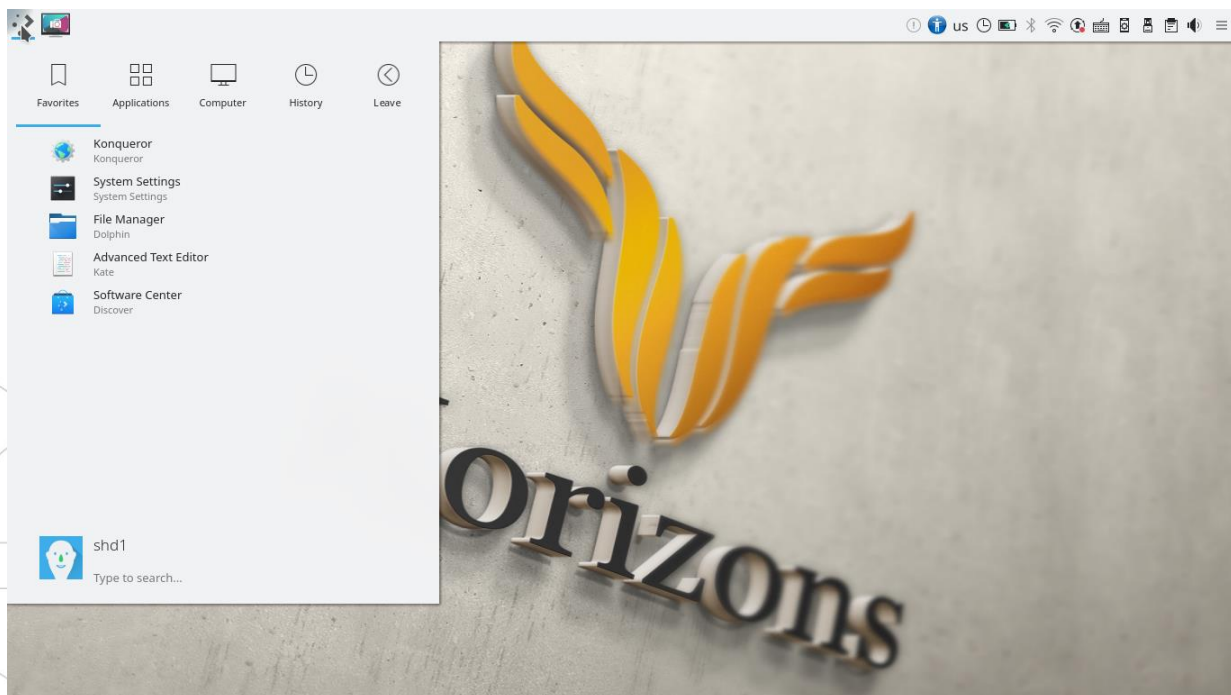 us
Favorites Applications Computer History Leave
Konqueror
Konqueror
System Settings
System Settings
File Manager
Dolphin
Advanced Text Editor
Kate
Software Center
Discover
shd1
Type to search...
orizons